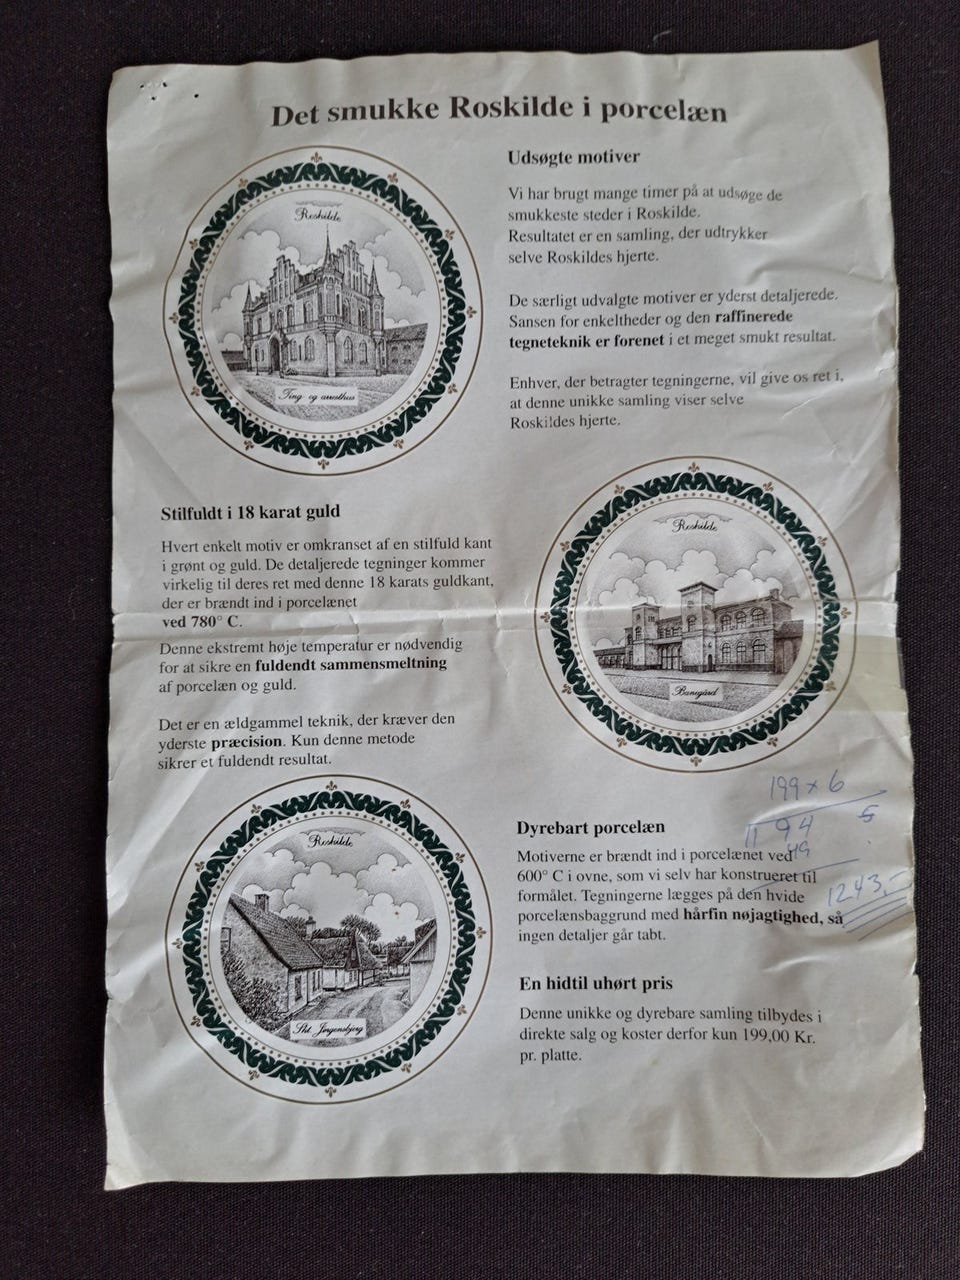 Det smukke Roskilde i porcelæn
Roskilde
Ting- og arresthus
Udsøgte motiver
Vi har brugt mange timer på at udsøge de
smukkeste steder i Roskilde.
Resultatet er en samling, der udtrykker
selve Roskildes hjerte.
De særligt udvalgte motiver er yderst detaljerede.
Sansen for enkeltheder og den raffinerede
tegneteknik er forenet i et meget smukt resultat.
Enhver, der betragter tegningerne, vil give os ret i,
at denne unikke samling viser selve
Roskildes hjerte.
Stilfuldt i 18 karat guld
Hvert enkelt motiv er omkranset af en stilfuld kant
i grønt og guld. De detaljerede tegninger kommer
virkelig til deres ret med denne 18 karats guldkant,
der er brændt ind i porcelænet
ved 780° C.
Denne ekstremt høje temperatur er nødvendig
for at sikre en fuldendt sammensmeltning
af porcelæn og guld.
Det er en ældgammel teknik, der kræver den
yderste præcision. Kun denne metode
sikrer et fuldendt resultat.
Roskilde
Banegård
Roskilde
Skt. Jørgensbjerg
199 x 6
1194
49
1243,-
Dyrebart porcelæn
Motiverne er brændt ind i porcelænet ved
600° C i ovne, som vi selv har konstrueret til
formålet. Tegningerne lægges på den hvide
porcelænsbaggrund med hårfin nøjagtighed, så
ingen detaljer går tabt.
En hidtil uhørt pris
Denne unikke og dyrebare samling tilbydes i
direkte salg og koster derfor kun 199,00 Kr.
pr. platte.